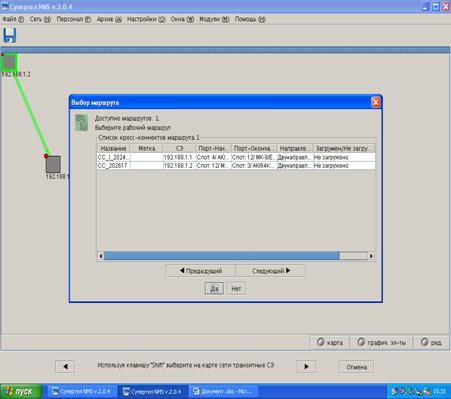 Супертел NMS v.2.0.4
Файл (F) Сеть (N) Персонал (P) Архив (A) Настройки (O) Окна (W) Модули (M) Помощь (H)
192.168.1.2
192.168.1
Выбор маршрута
Доступно маршрутов: 1.
Выберите рабочий маршрут
Список кросс-коннектов маршрута 1
Название Метка СЭ Порт-Нач... Порт-Оконча... Направле... Загружен/Не загру...
CC_I_2024... 192.168.1.1 Слот: 4/ АК/... Слот: 12/ МК-8/Е... Двунаправл... Не загружено
CC_202617 192.168.1.2 Слот: 12/ М... Слот: 3/ АК/64К... Двунаправл... Не загружено
Предыдущий Следующий
Да Нет
карта график. эл-ты ред.
Используя клавишу "Shift" выберите на карте сети транзитные СЭ Отмена
пуск Супертел NMS v.2.0.4 Супертел NMS v.2.0.4 Документ .doc - Micr... 15:33